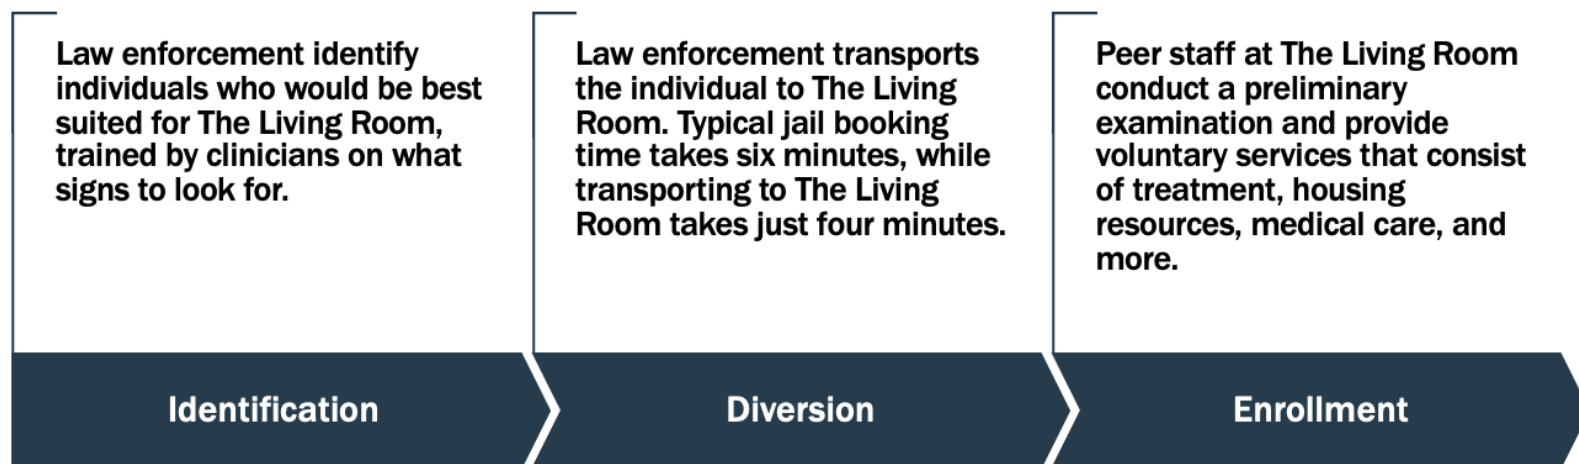 Law enforcement identify
individuals who would be best
suited for The Living Room,
trained by clinicians on what
signs to look for.
Identification
Law enforcement transports
the individual to The Living
Room. Typical jail booking
time takes six minutes, while
transporting to The Living
Room takes just four minutes.
Diversion
Peer staff at The Living Room
conduct a preliminary
examination and provide
voluntary services that consist
of treatment, housing
resources, medical care, and
more.
Enrollment